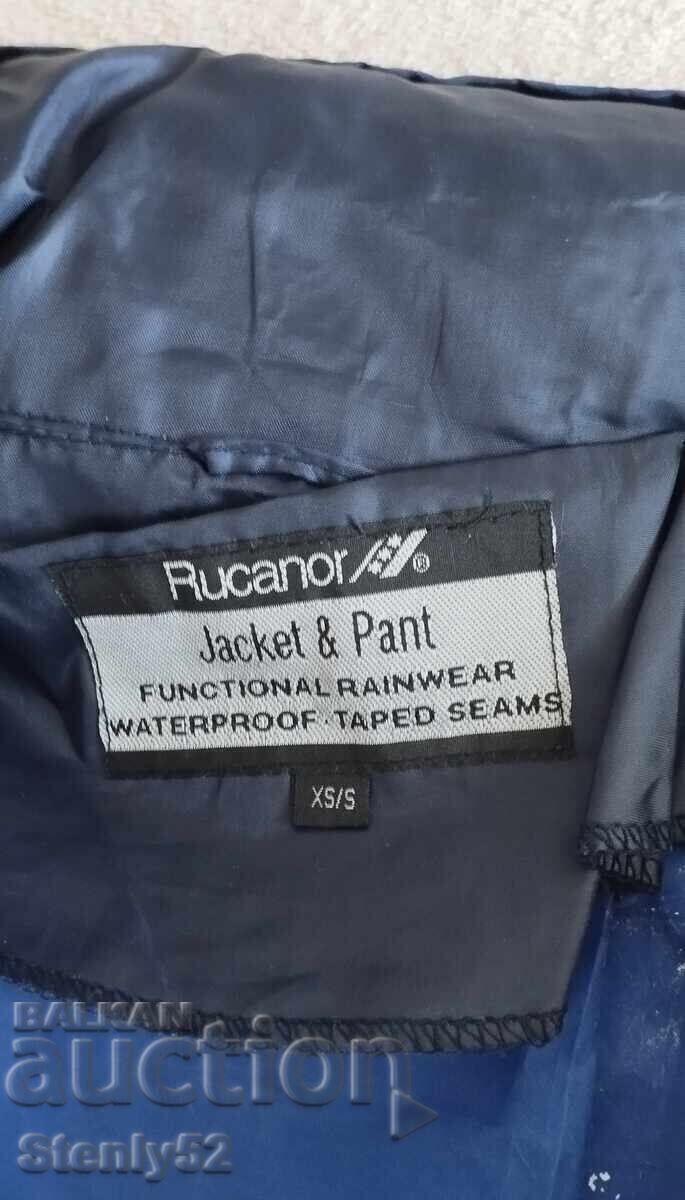 Rucanor®
Jacket & Pant
FUNCTIONAL RAINWEAR
WATERPROOF·TAPED SEAMS
XS/S
BALKAN
auction
Stenly52